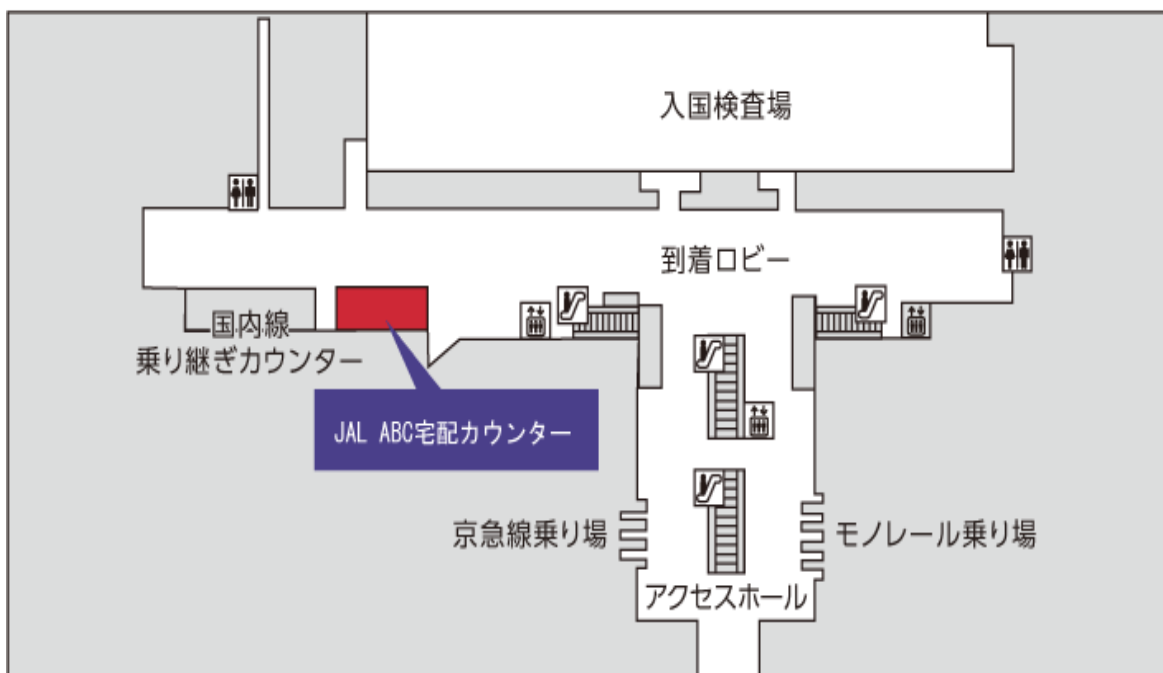 入国検査場
到着ロビー
国内線
乗り継ぎカウンター
JAL ABC宅配カウンター
京急線乗り場
モノレール乗り場
アクセスホール